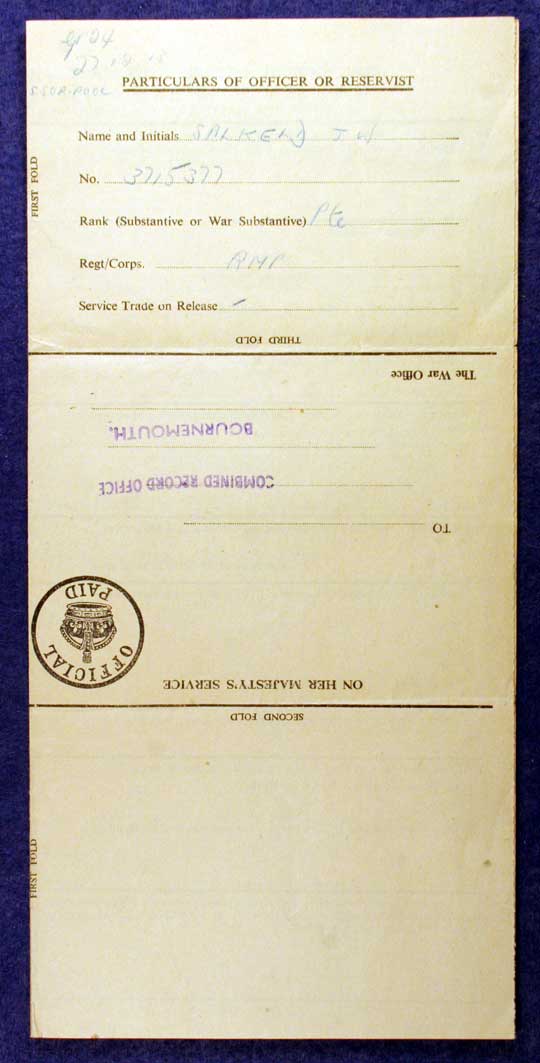 gp 24
PARTICULARS OF OFFICER OR RESERVIST
Name and Initials SALKELD J W
No. 3715377
Rank (Substantive or War Substantive) Pte
Regt/Corps. RMP
Service Trade on Release -
FIRST FOLD
THIRD FOLD
ON HER MAJESTY'S SERVICE
OFFICIAL PAID
TO
COMBINED RECORD OFFICE
BOURNEMOUTH.
The War Office
SECOND FOLD
FIRST FOLD